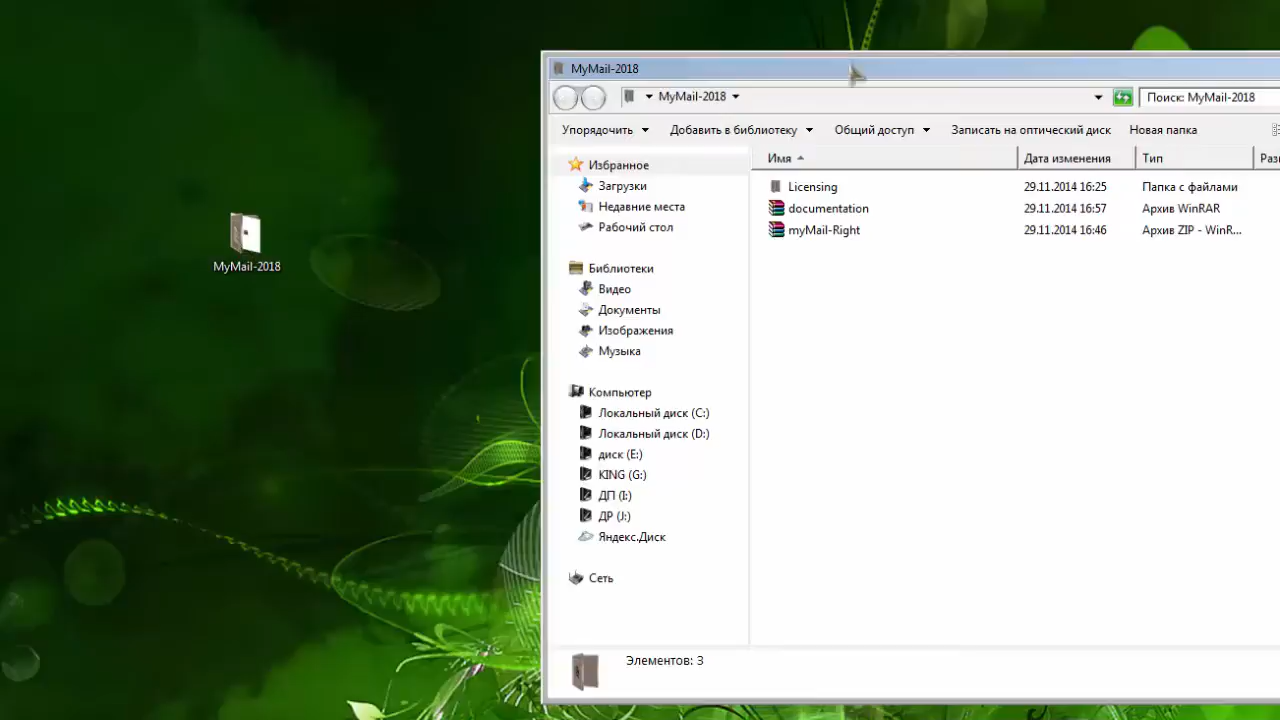 MyMail-2018
MyMail-2018
MyMail-2018
Поиск: MyMail-2018
Упорядочить
Добавить в библиотеку
Общий доступ
Записать на оптический диск
Новая папка
Избранное
Загрузки
Недавние места
Рабочий стол
Библиотеки
Видео
Документы
Изображения
Музыка
Компьютер
Локальный диск (C:)
Локальный диск (D:)
диск (E:)
KING (G:)
ДП (I:)
ДР (J:)
Яндекс.Диск
Сеть
Имя
Дата изменения
Тип
Licensing
29.11.2014 16:25
Папка с файлами
documentation
29.11.2014 16:57
Архив WinRAR
myMail-Right
29.11.2014 16:46
Архив ZIP - WinR...
Элементов: 3